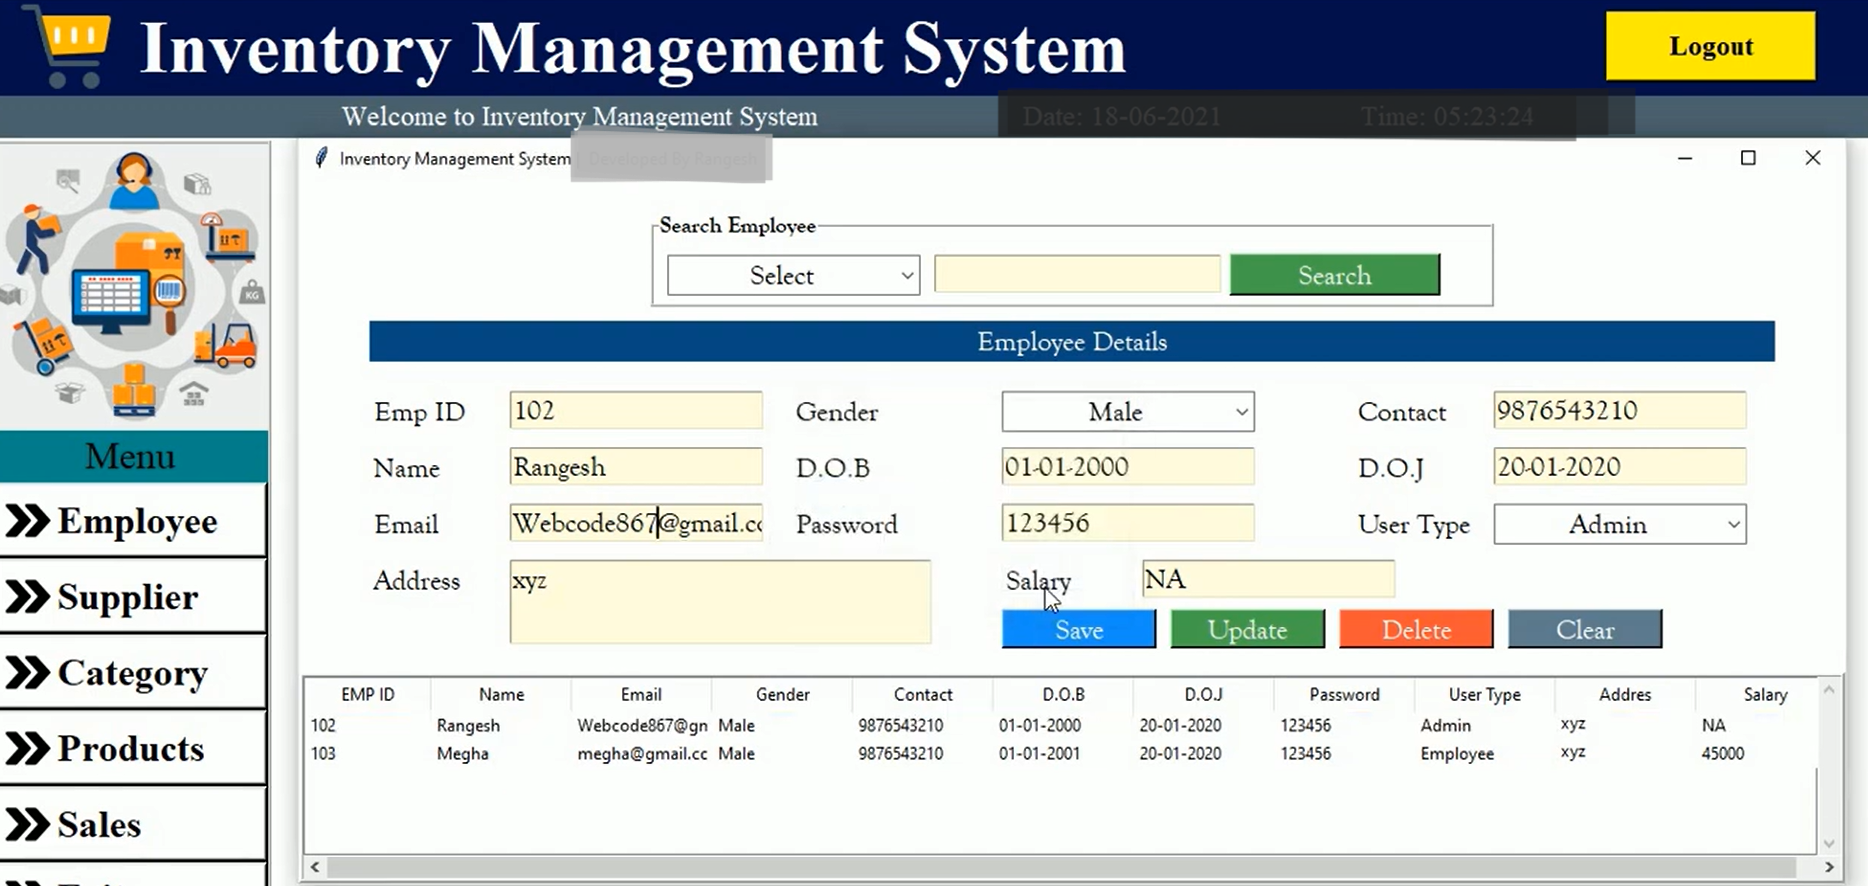 Inventory Management System
Logout
Welcome to Inventory Management System
Date: 18-06-2021
Time: 05:23:24
Inventory Management System
Developed By Rangesh
Search Employee
Select
Search
Employee Details
Emp ID 102 Gender Male Contact 9876543210
Name Rangesh D.O.B 01-01-2000 D.O.J 20-01-2020
Email Webcode867@gmail.cc Password 123456 User Type Admin
Address xyz Salary NA
Save Update Delete Clear
EMP ID Name Email Gender Contact D.O.B D.O.J Password User Type Addres Salary
102 Rangesh Webcode867@gn Male 9876543210 01-01-2000 20-01-2020 123456 Admin xyz NA
103 Megha megha@gmail.cc Male 9876543210 01-01-2001 20-01-2020 123456 Employee xyz 45000
KG
Menu
Employee
Supplier
Category
Products
Sales